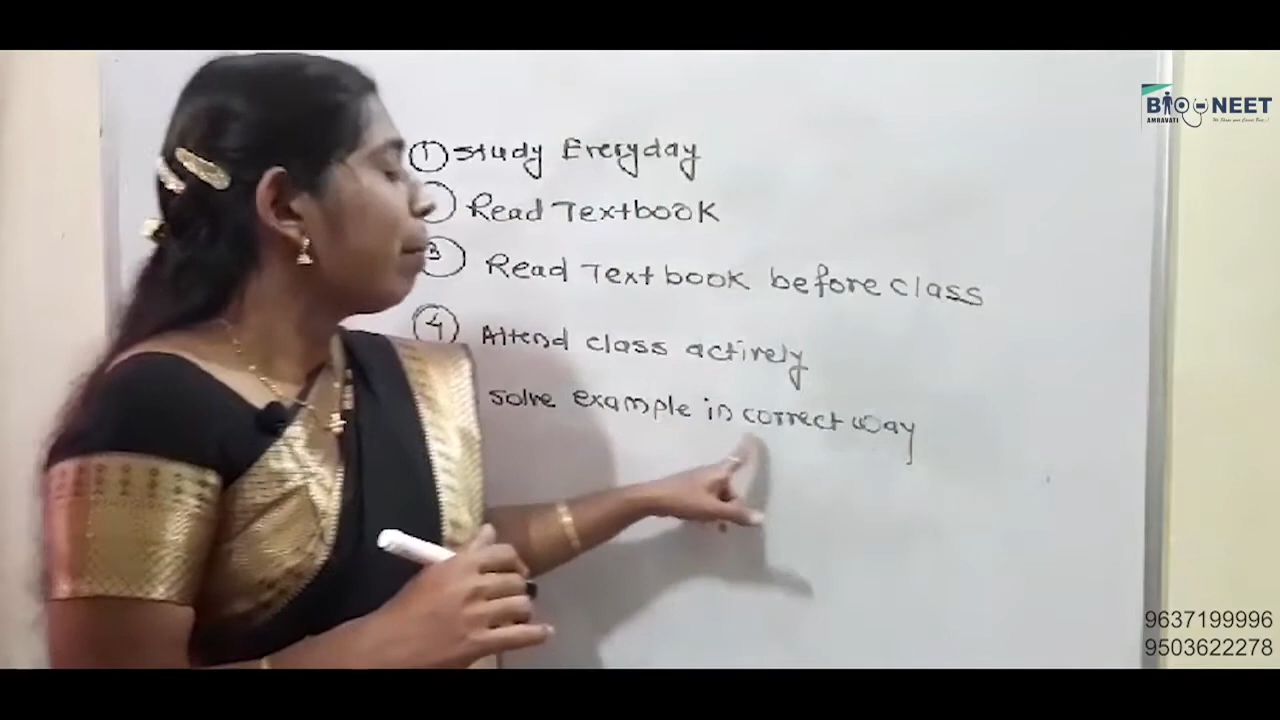 BIO NEET
AMRAVATI
① Study Everyday
Read Textbook
③ Read Textbook before class
④ Attend class actively
solve example in correct way
9637199996
9503622278